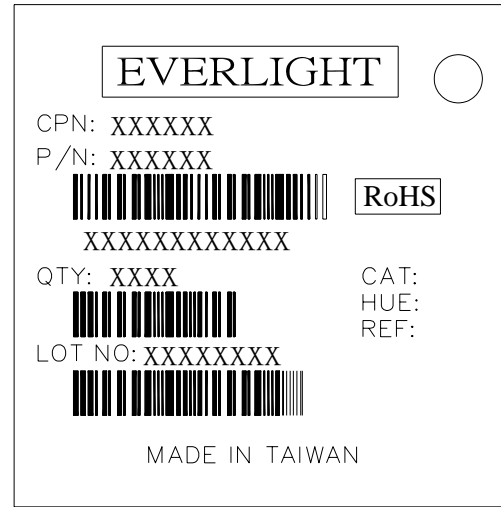 EVERLIGHT
CPN: XXXXXX
P/N: XXXXXX
RoHS
XXXXXXXXXXXX
QTY: XXXX
CAT:
HUE:
REF:
LOT NO: XXXXXXXX
MADE IN TAIWAN